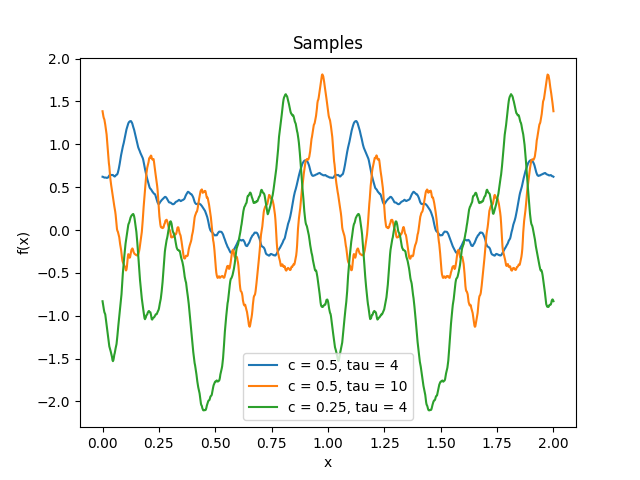 Samples
2.0
1.5
1.0
0.5
0.0
−0.5
−1.0
−1.5
−2.0
f(x)
c = 0.5, tau = 4
c = 0.5, tau = 10
c = 0.25, tau = 4
0.00 0.25 0.50 0.75 1.00 1.25 1.50 1.75 2.00
x